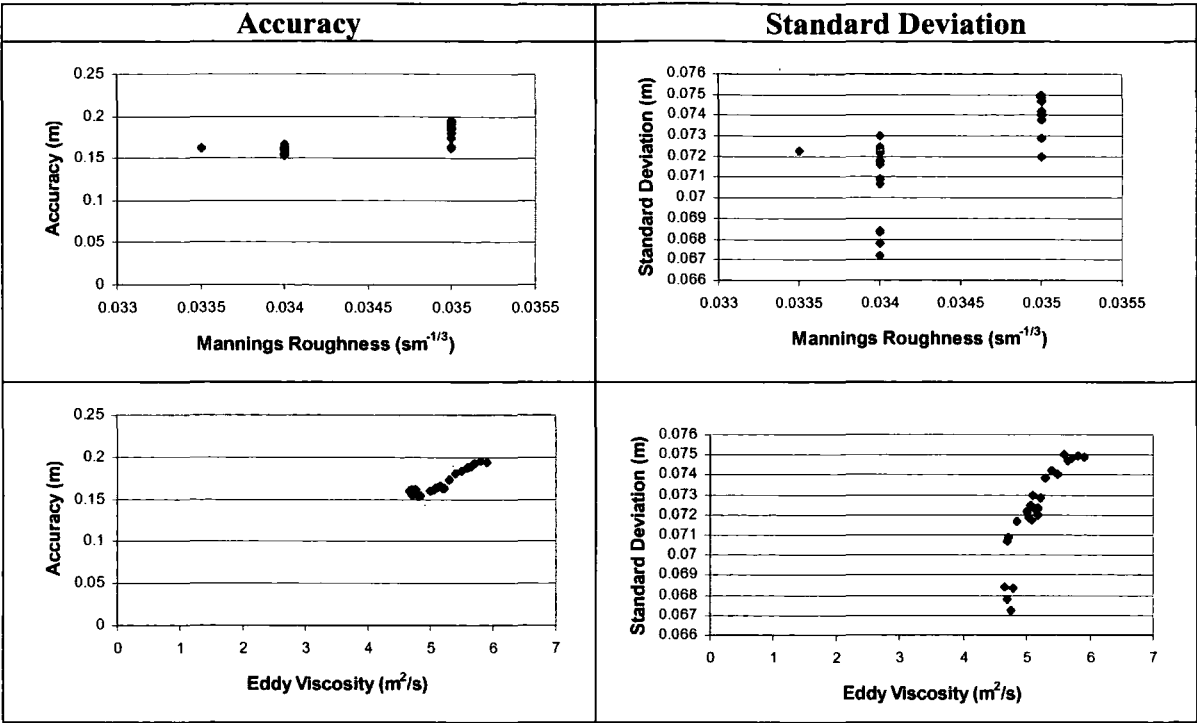 Accuracy
Standard Deviation
0.25
0.2
0.15
0.1
0.05
0
Accuracy (m)
0.033 0.0335 0.034 0.0345 0.035 0.0355
Mannings Roughness (sm-1/3)
0.076
0.075
0.074
0.073
0.072
0.071
0.07
0.069
0.068
0.067
0.066
Standard Deviation (m)
0.033 0.0335 0.034 0.0345 0.035 0.0355
Mannings Roughness (sm-1/3)
0.25
0.2
0.15
0.1
0.05
0
Accuracy (m)
0 1 2 3 4 5 6 7
Eddy Viscosity (m2/s)
0.076
0.075
0.074
0.073
0.072
0.071
0.07
0.069
0.068
0.067
0.066
Standard Deviation (m)
0 1 2 3 4 5 6 7
Eddy Viscosity (m2/s)